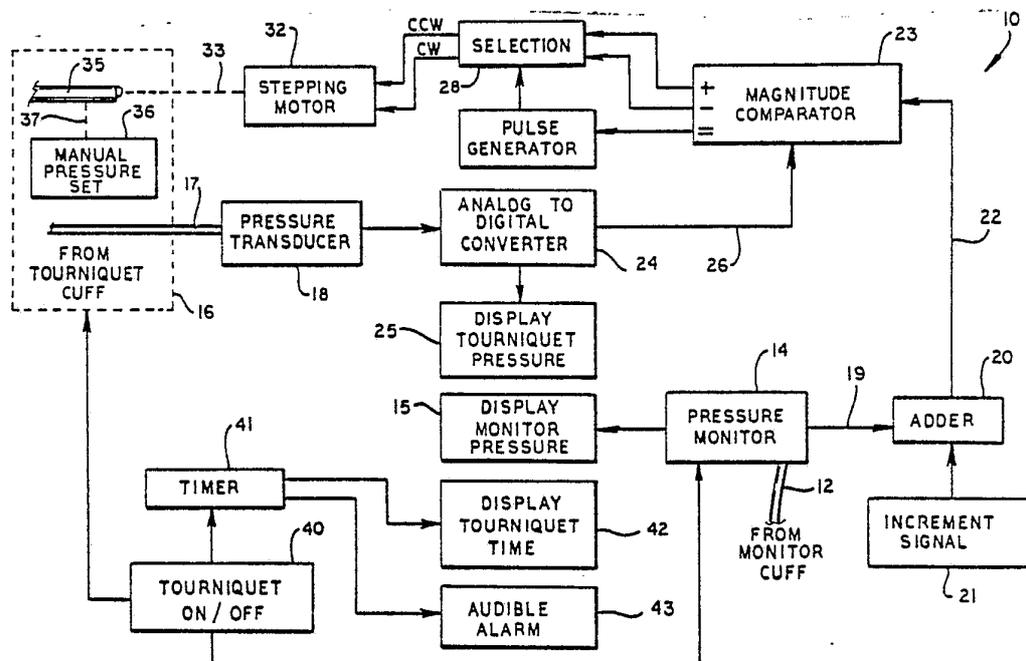 10
CCW
32
SELECTION
23
33
CW
35
STEPPING
MOTOR
28
+
-
=
MAGNITUDE
COMPARATOR
37
36
PULSE
GENERATOR
MANUAL
PRESSURE
SET
17
PRESSURE
TRANSDUCER
ANALOG TO
DIGITAL
CONVERTER
22
FROM
TOURNIQUET
CUFF
18
24
26
16
25
DISPLAY
TOURNIQUET
PRESSURE
14
20
15
DISPLAY
MONITOR
PRESSURE
PRESSURE
MONITOR
19
ADDER
41
TIMER
12
DISPLAY
TOURNIQUET
TIME
42
FROM
MONITOR
CUFF
INCREMENT
SIGNAL
21
40
TOURNIQUET
ON / OFF
AUDIBLE
ALARM
43